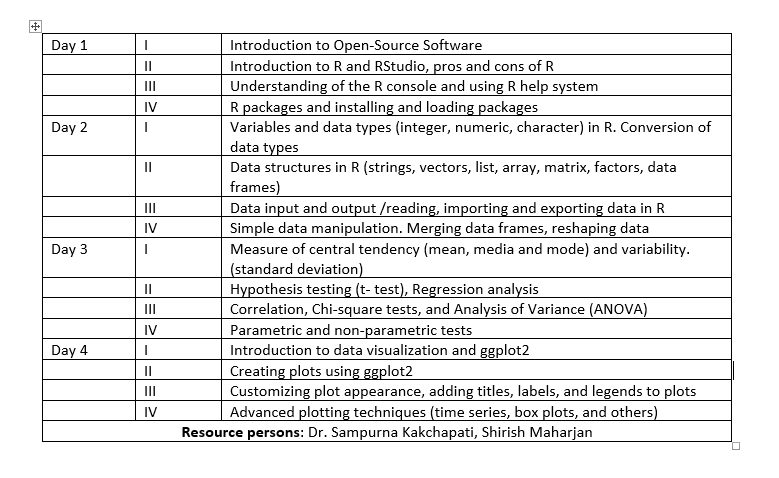 Day 1 I Introduction to Open-Source Software
II Introduction to R and RStudio, pros and cons of R
III Understanding of the R console and using R help system
IV R packages and installing and loading packages
Day 2 I Variables and data types (integer, numeric, character) in R. Conversion of
data types
II Data structures in R (strings, vectors, list, array, matrix, factors, data
frames)
III Data input and output /reading, importing and exporting data in R
IV Simple data manipulation. Merging data frames, reshaping data
Day 3 I Measure of central tendency (mean, media and mode) and variability.
(standard deviation)
II Hypothesis testing (t- test), Regression analysis
III Correlation, Chi-square tests, and Analysis of Variance (ANOVA)
IV Parametric and non-parametric tests
Day 4 I Introduction to data visualization and ggplot2
II Creating plots using ggplot2
III Customizing plot appearance, adding titles, labels, and legends to plots
IV Advanced plotting techniques (time series, box plots, and others)
Resource persons: Dr. Sampurna Kakchapati, Shirish Maharjan